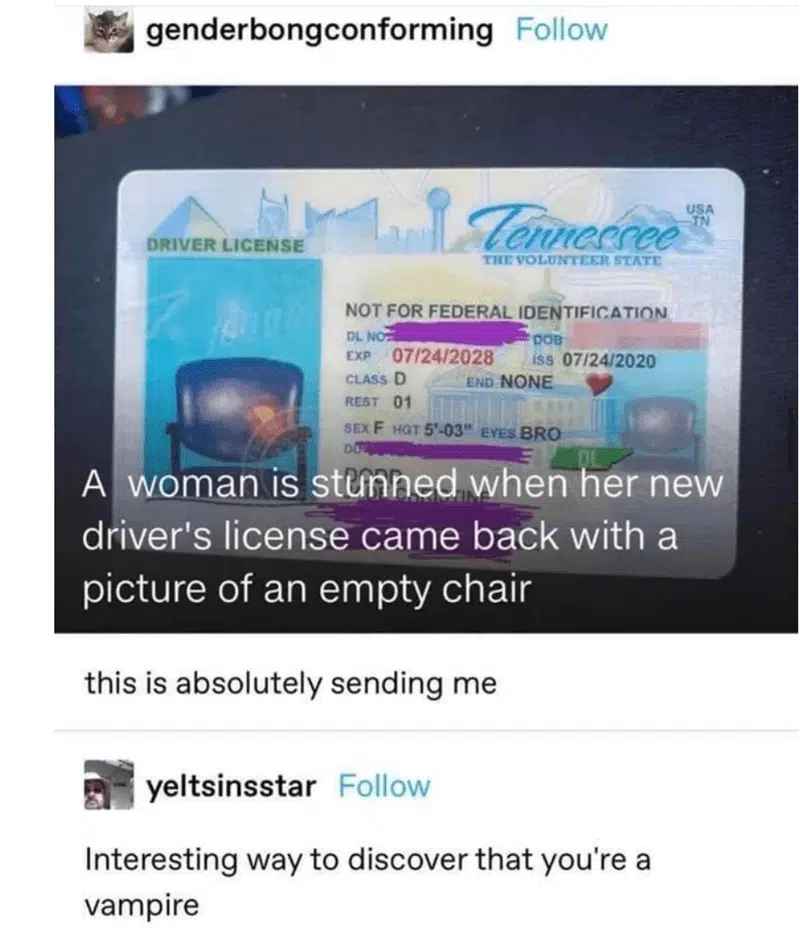 genderbongconforming Follow
Tennessee USA TN
DRIVER LICENSE
THE VOLUNTEER STATE
NOT FOR FEDERAL IDENTIFICATION
DL NO DOB
EXP 07/24/2028 ISS 07/24/2020
CLASS D END NONE
REST 01
SEX F HGT 5'-03" EYES BRO
A woman is stunned when her new
driver's license came back with a
picture of an empty chair
this is absolutely sending me
yeltsinsstar Follow
Interesting way to discover that you're a
vampire